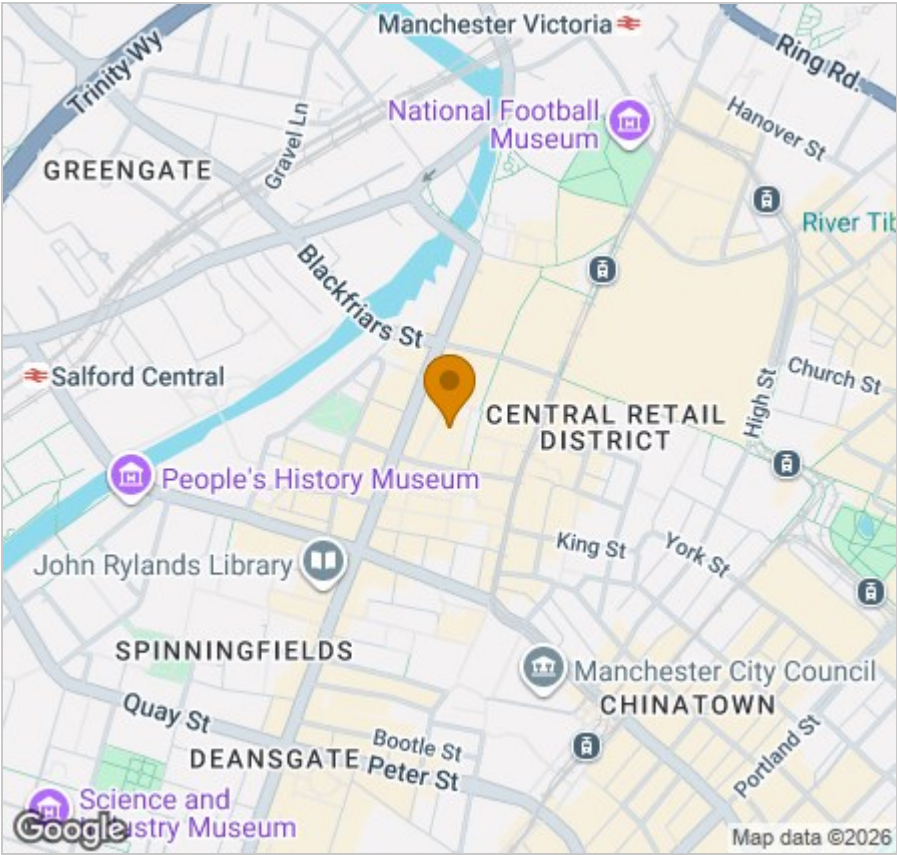 Manchester Victoria
Trinity Wy
Ring Rd.
National Football
Museum
Hanover St
Gravel Ln
GREENGATE
River Tib
Blackfriars St
Salford Central
Church St
High St
CENTRAL RETAIL
DISTRICT
People's History Museum
King St
York St
John Rylands Library
SPINNINGFIELDS
Manchester City Council
CHINATOWN
Quay St
Bootle St
DEANSGATE
Peter St
Portland St
Science and
Industry Museum
Google
Map data ©2026